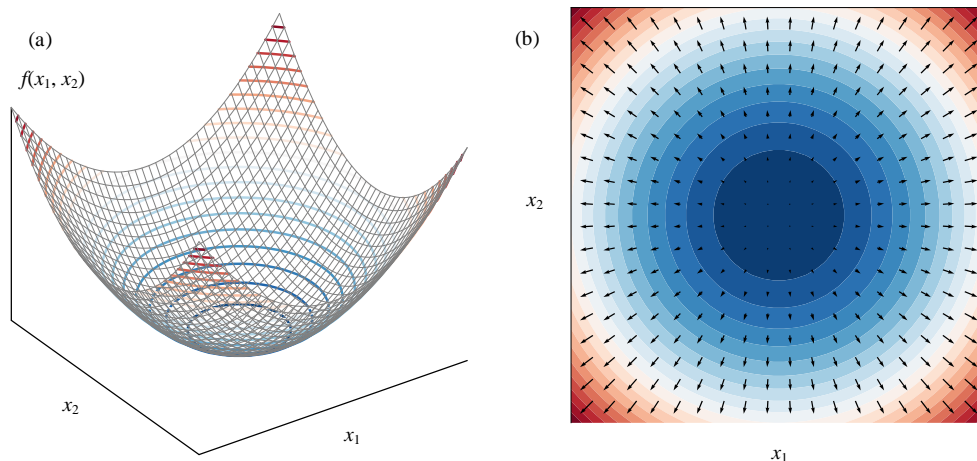 (a)
f(x₁, x₂)
x₂
x₁
(b)
x₂
x₁